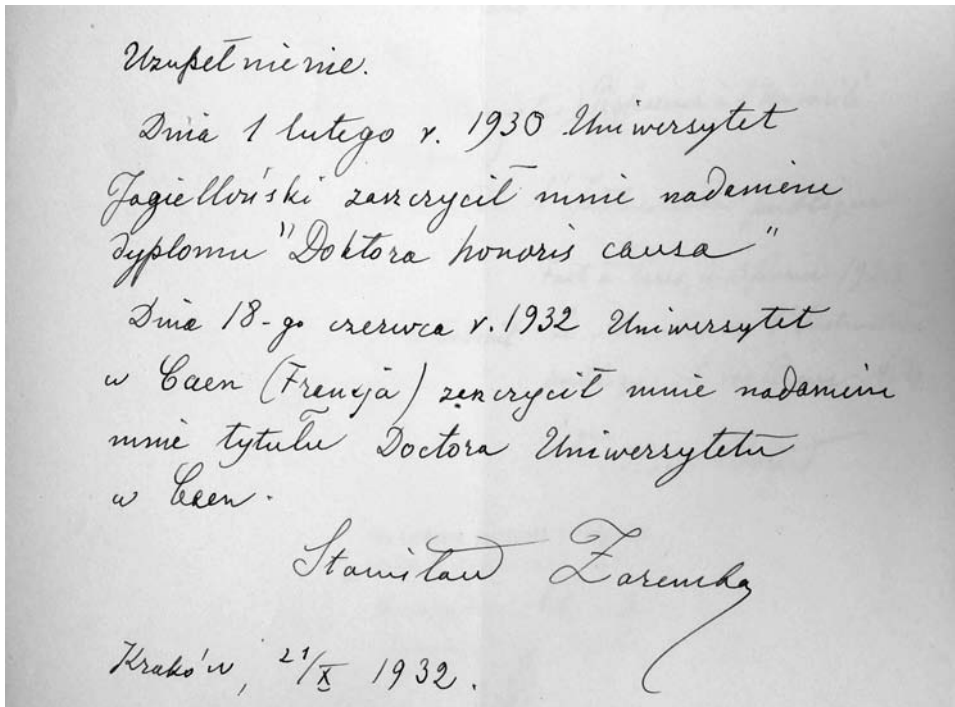 Uzupełnienie.
Dnia 1 lutego r. 1930 Uniwersytet
Jagielloński zaszczycił mnie nadaniem
dyplomu "Doktora honoris causa"
Dnia 18-go czerwca r. 1932 Uniwersytet
w Caen (Francja) zaszczycił mnie nadaniem
mnie tytułu Doctora Uniwersytetu
w Caen.
Stanisław Zaremba
Kraków, 21/X 1932.